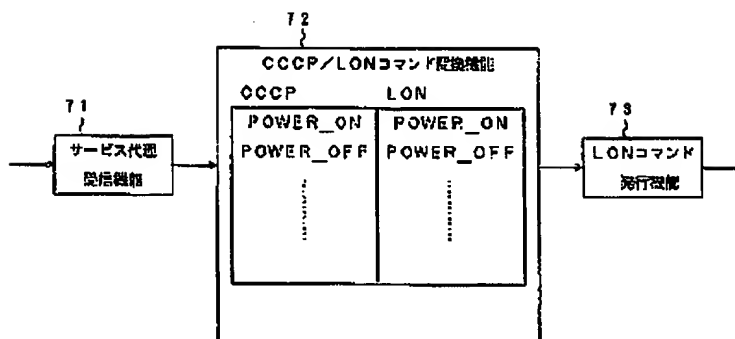 72
CCCP/LONコマンド変換機能
CCCP LON
71
サービス代理
受信機能
POWER_ON POWER_ON
POWER_OFF POWER_OFF
73
LONコマンド
発行機能